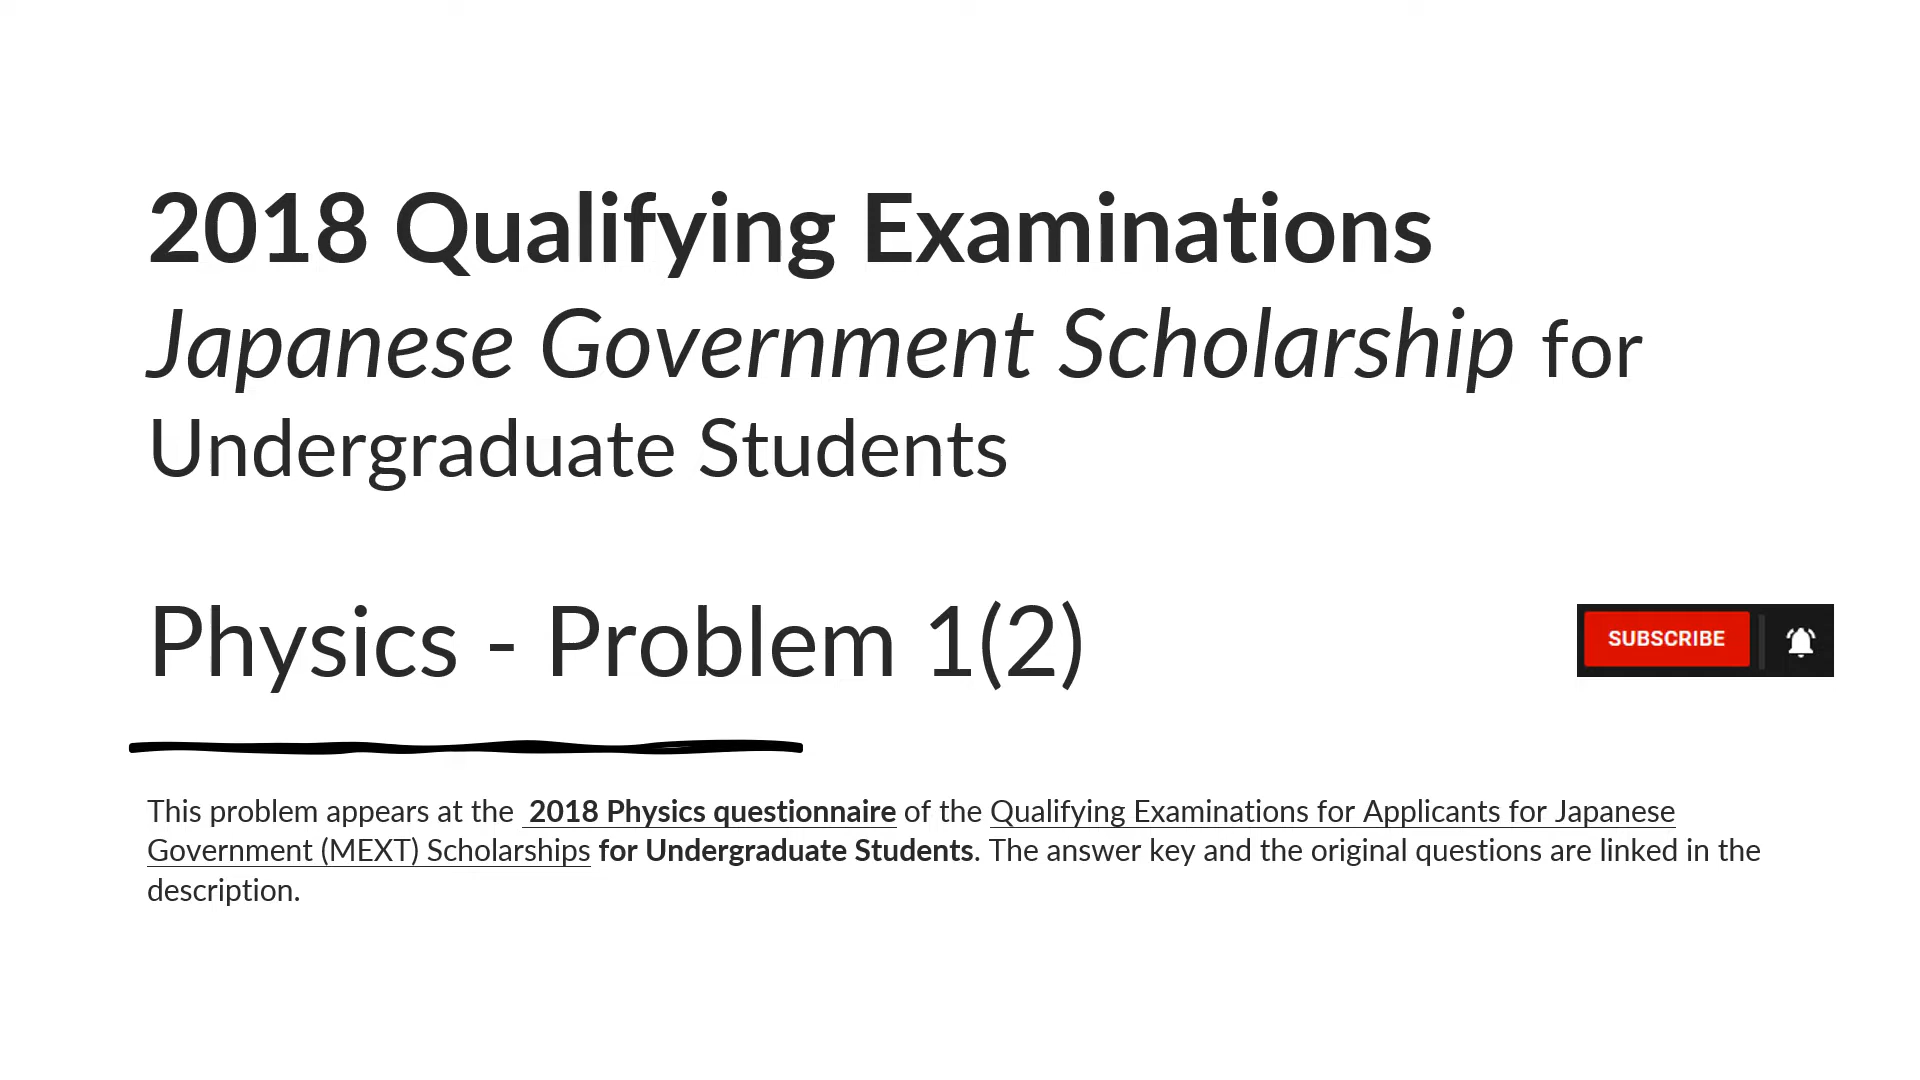 2018 Qualifying Examinations
Japanese Government Scholarship for
Undergraduate Students
Physics - Problem 1(2)
SUBSCRIBE
This problem appears at the 2018 Physics questionnaire of the Qualifying Examinations for Applicants for Japanese
Government (MEXT) Scholarships for Undergraduate Students. The answer key and the original questions are linked in the
description.